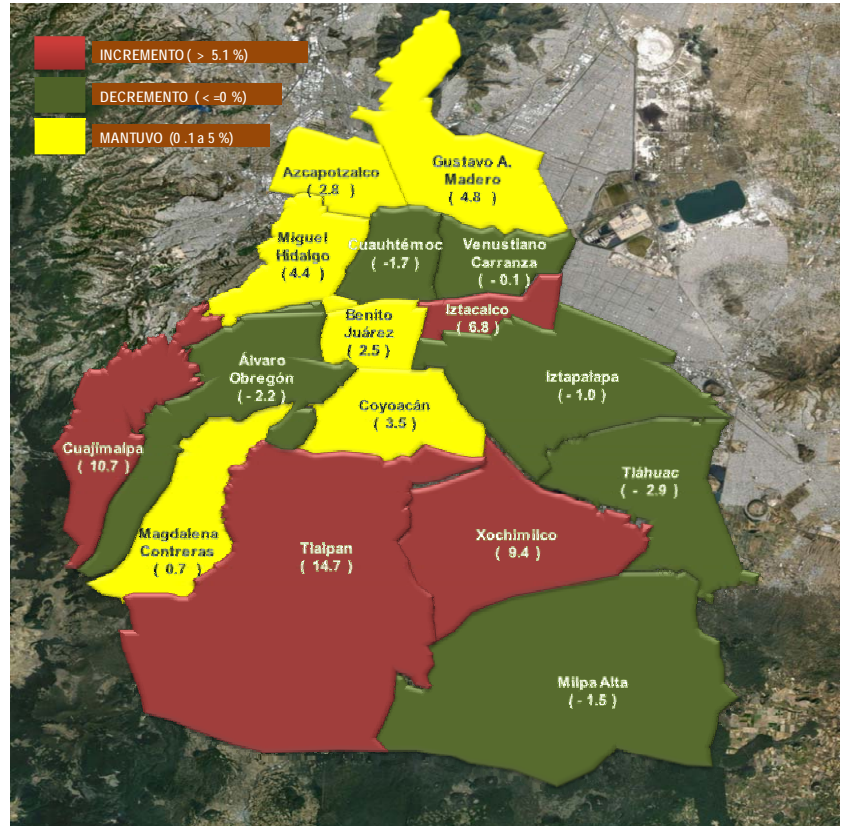 INCREMENTO ( > 5.1 %)
DECREMENTO (< =0 %)
MANTUVO (0 .1 a 5 %)
Azcapotzalco
( 2.8 )
Gustavo A.
Madero
( 4.8 )
Miguel
Hidalgo
( 4.4 )
Cuauhtémoc
( -1.7 )
Venustiano
Carranza
( - 0.1 )
Benito
Juárez
( 2.5 )
Iztacalco
( 6.8 )
Álvaro
Obregón
( - 2.2 )
Iztapalapa
( - 1.0 )
Coyoacán
( 3.5 )
Cuajimalpa
( 10.7 )
Tláhuac
( - 2.9 )
Magdalena
Contreras
( 0.7 )
Tlalpan
( 14.7 )
Xochimilco
( 9.4 )
Milpa Alta
( - 1.5 )